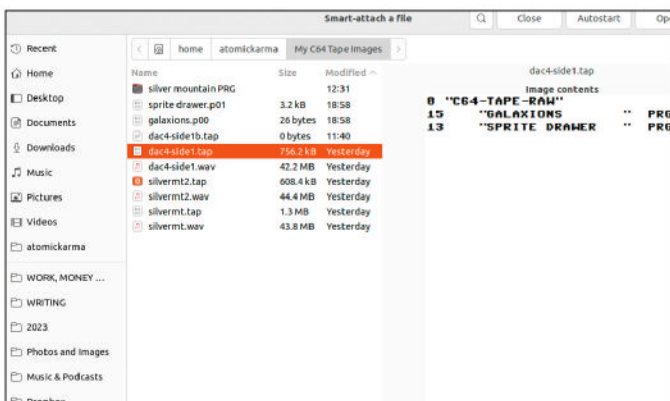 Smart-attach a file
Close
Autostart
Recent
Home
Desktop
Documents
Downloads
Music
Pictures
Videos
atomickarma
WORK, MONEY ...
WRITING
2023
Photos and Images
Music & Podcasts
home atomickarma My C64 Tape Images
Name Size Modified
silver mountain PRG 12:31
sprite drawer.p01 3.2 kB 18:58
galaxions.p00 26 bytes 18:58
dac4-side1b.tap 0 bytes 11:40
dac4-side1.tap 756.2 kB Yesterday
dac4-side1.wav 42.2 MB Yesterday
silvermt2.tap 608.4 kB Yesterday
silvermt2.wav 44.4 MB Yesterday
silvermt.tap 1.3 MB Yesterday
silvermt.wav 43.8 MB Yesterday
dac4-side1.tap
Image contents
0 "C64-TAPE-RAW"
15 "GALAXIONS " PRG
13 "SPRITE DRAWER " PRG